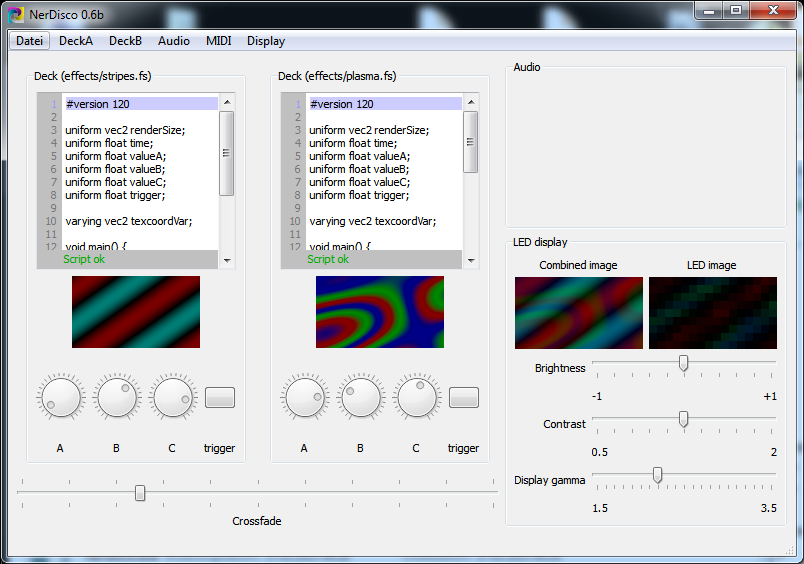 NerDisco 0.6b
Datei DeckA DeckB Audio MIDI Display
Deck (effects/stripes.fs)
1 #version 120
2
3 uniform vec2 renderSize;
4 uniform float time;
5 uniform float valueA;
6 uniform float valueB;
7 uniform float valueC;
8 uniform float trigger;
9
10 varying vec2 texcoordVar;
11
12 void main() {
Script ok
A B C trigger
Deck (effects/plasma.fs)
1 #version 120
2
3 uniform vec2 renderSize;
4 uniform float time;
5 uniform float valueA;
6 uniform float valueB;
7 uniform float valueC;
8 uniform float trigger;
9
10 varying vec2 texcoordVar;
11
12 void main() {
Script ok
A B C trigger
Crossfade
Audio
LED display
Combined image LED image
Brightness
-1 +1
Contrast
0.5 2
Display gamma
1.5 3.5